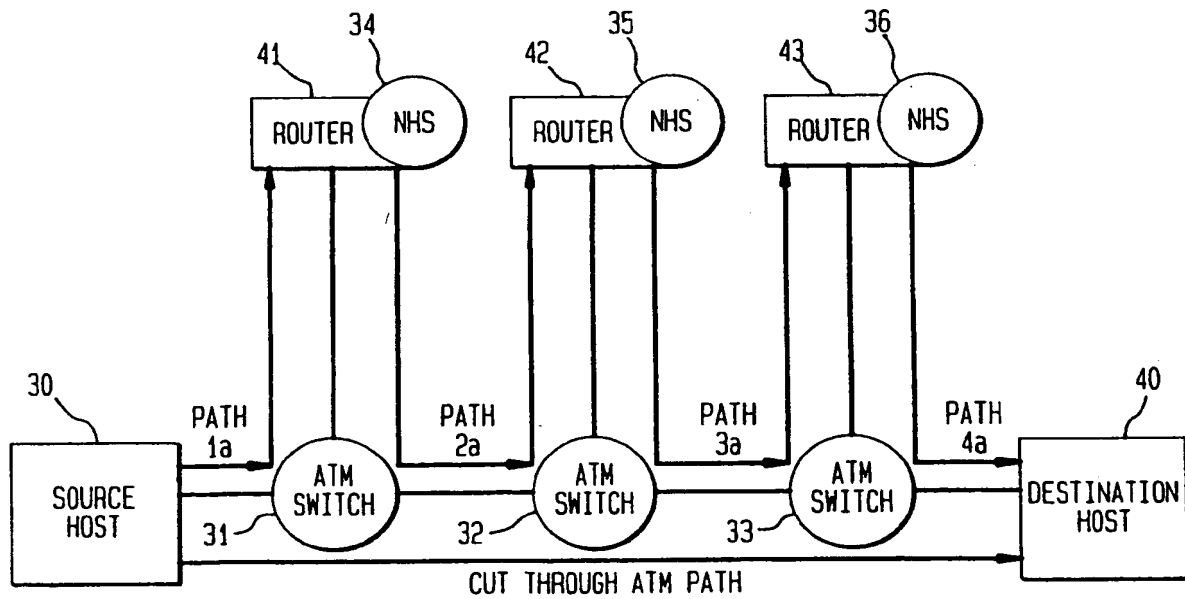 34
35
36
41
42
43
ROUTER
NHS
ROUTER
NHS
ROUTER
NHS
30
40
PATH
1a
PATH
2a
PATH
3a
PATH
4a
SOURCE
HOST
ATM
SWITCH
ATM
SWITCH
ATM
SWITCH
DESTINATION
HOST
31
32
33
CUT THROUGH ATM PATH